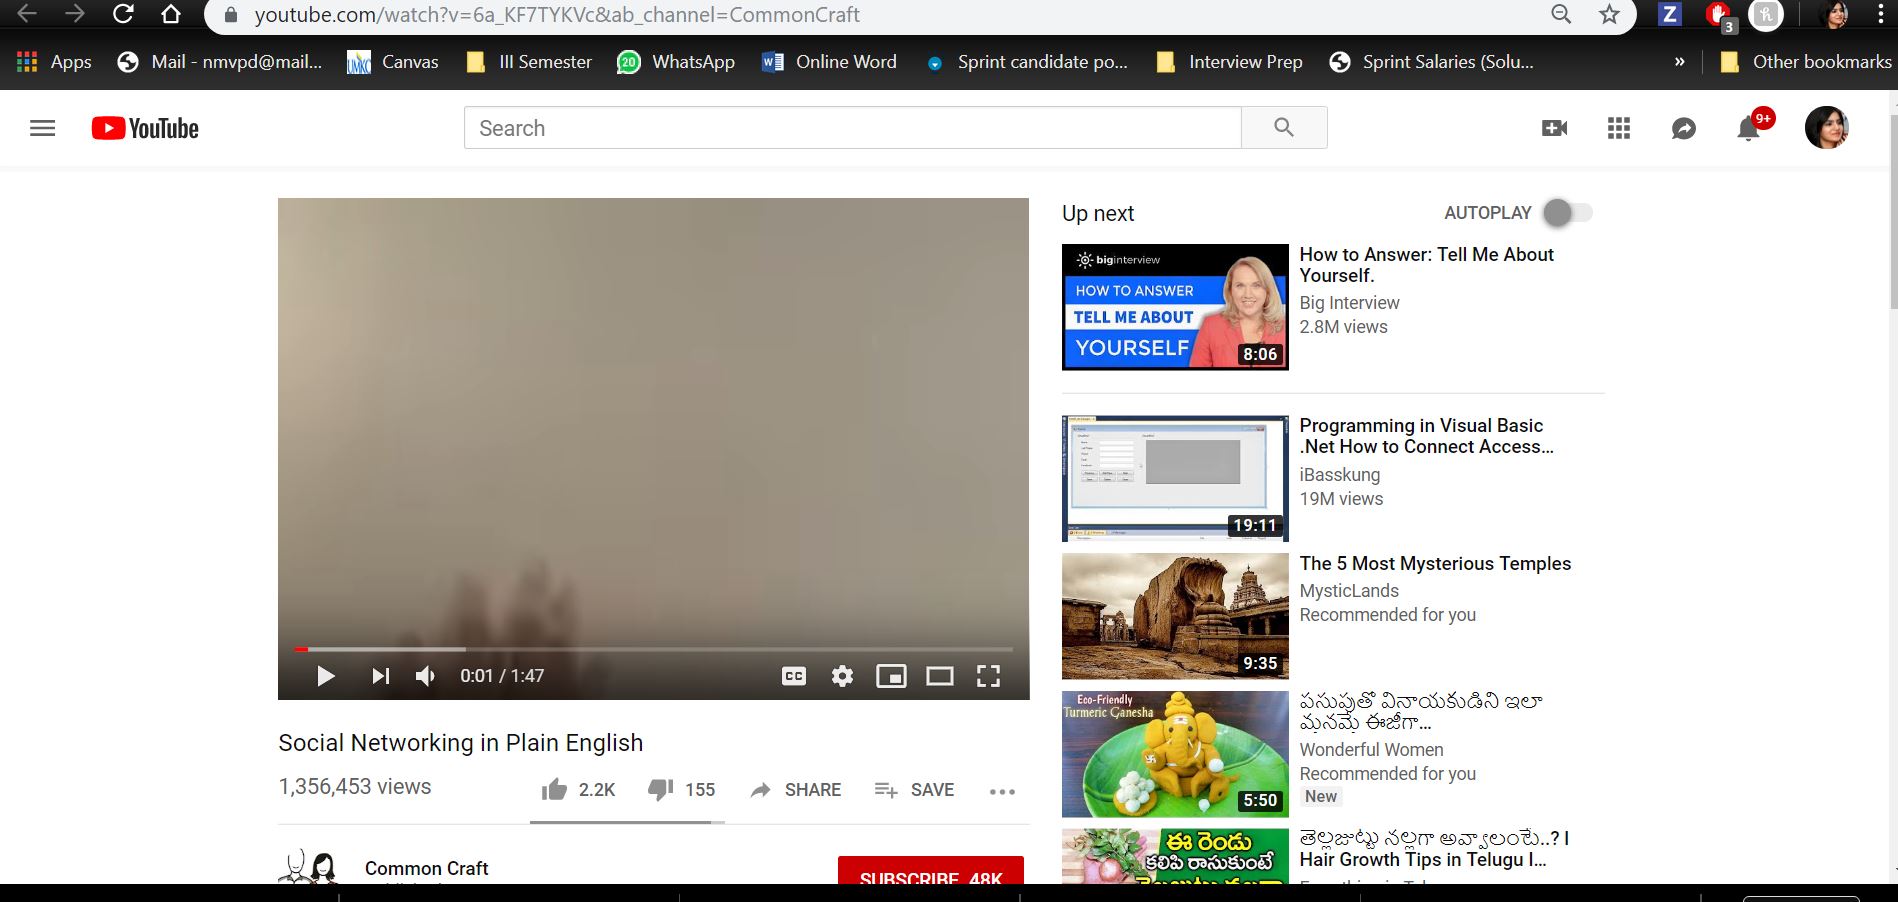 youtube.com/watch?v=6a_KF7TYKVc&ab_channel=CommonCraft
Z
3
Apps
Mail - nmvpd@mail...
UMKC
Canvas
III Semester
20
WhatsApp
Online Word
Sprint candidate po...
Interview Prep
Sprint Salaries (Solu...
»
Other bookmarks
YouTube
Search
9+
0:01 / 1:47
CC
Social Networking in Plain English
1,356,453 views
2.2K
155
SHARE
SAVE
Common Craft
SUBSCRIBE 48K
Up next
AUTOPLAY
biginterview
HOW TO ANSWER
TELL ME ABOUT
YOURSELF
8:06
How to Answer: Tell Me About
Yourself.
Big Interview
2.8M views
19:11
Programming in Visual Basic
.Net How to Connect Access...
iBasskung
19M views
9:35
The 5 Most Mysterious Temples
MysticLands
Recommended for you
Eco-Friendly
Turmeric Ganesha
5:50
పసుపుతో వినాయకుడిని ఇలా
మనమే ఈజీగా...
Wonderful Women
Recommended for you
New
ఈ రెండు
కలిపి రాసుకుంటే
తెల్లజుట్టు నల్లగా అవ్వాలంటే..? I
Hair Growth Tips in Telugu I...